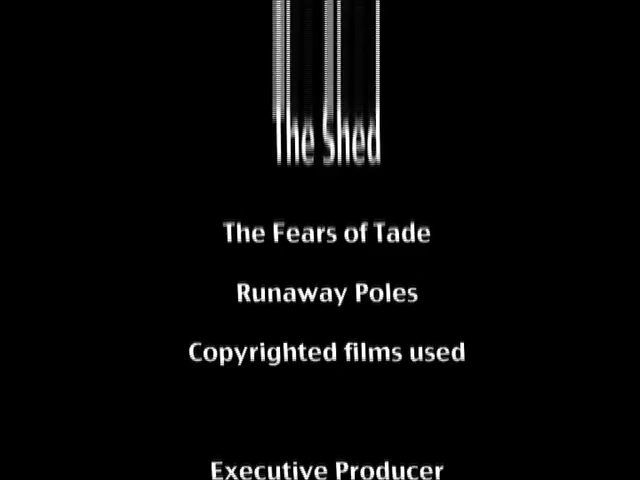 The Shed
The Fears of Tade
Runaway Poles
Copyrighted films used
Executive Producer